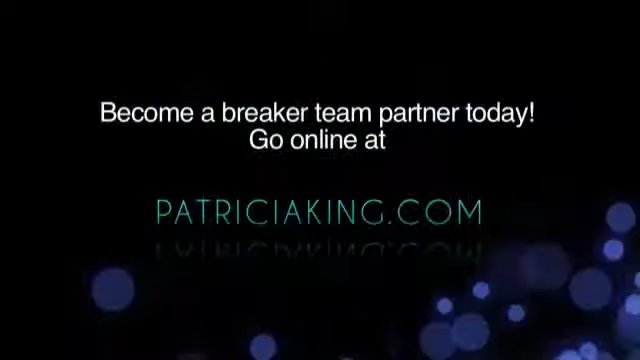 Become a breaker team partner today!
Go online at
PATRICIAKING.COM